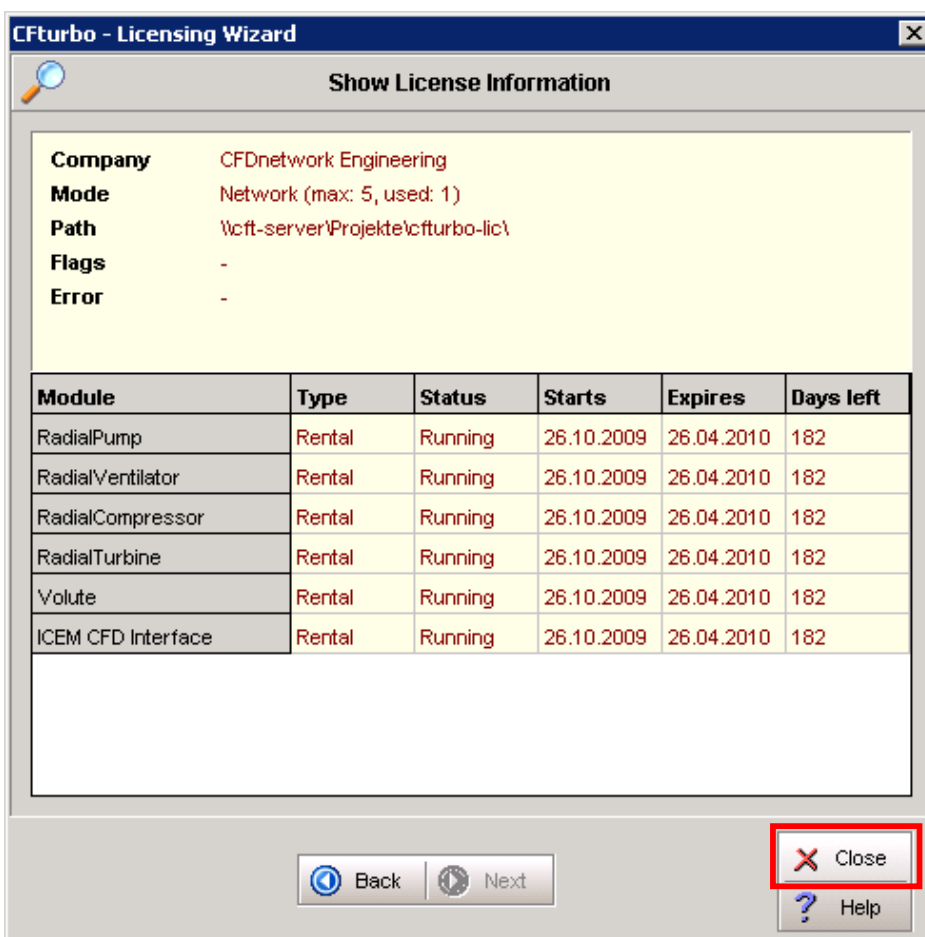 CFturbo - Licensing Wizard
Show License Information
Company CFDnetwork Engineering
Mode Network (max: 5, used: 1)
Path \\cft-server\Projekte\cfturbo-lic\
Flags -
Error -
Module Type Status Starts Expires Days left
RadialPump Rental Running 26.10.2009 26.04.2010 182
RadialVentilator Rental Running 26.10.2009 26.04.2010 182
RadialCompressor Rental Running 26.10.2009 26.04.2010 182
RadialTurbine Rental Running 26.10.2009 26.04.2010 182
Volute Rental Running 26.10.2009 26.04.2010 182
ICEM CFD Interface Rental Running 26.10.2009 26.04.2010 182
Close
Back Next
Help